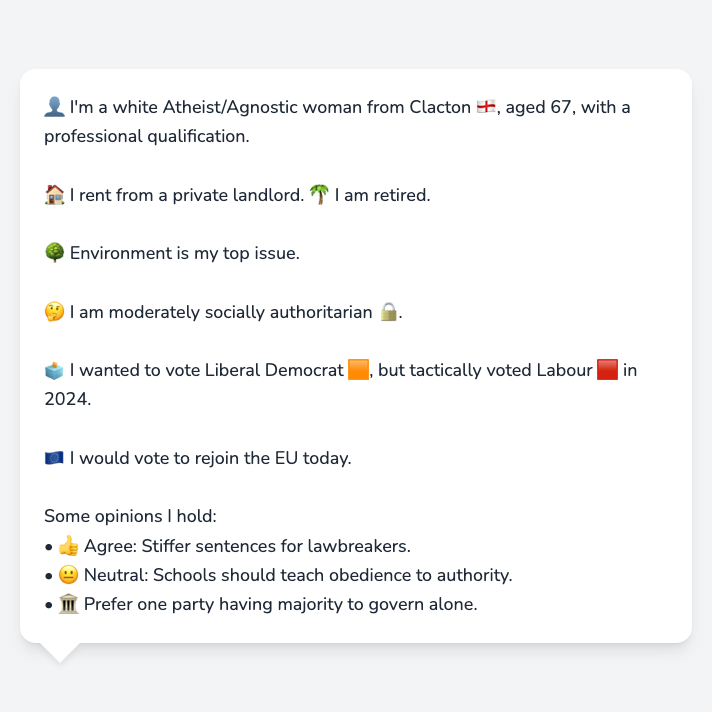 👤 I'm a white Atheist/Agnostic woman from Clacton 🏴󠁧󠁢󠁥󠁮󠁧󠁿, aged 67, with a
professional qualification.
🏠 I rent from a private landlord. 🌴 I am retired.
🌳 Environment is my top issue.
🤔 I am moderately socially authoritarian 🔒.
🗳️ I wanted to vote Liberal Democrat 🟧, but tactically voted Labour 🟥 in
2024.
🇪🇺 I would vote to rejoin the EU today.
Some opinions I hold:
• 👍 Agree: Stiffer sentences for lawbreakers.
• 😐 Neutral: Schools should teach obedience to authority.
• 🏛️ Prefer one party having majority to govern alone.